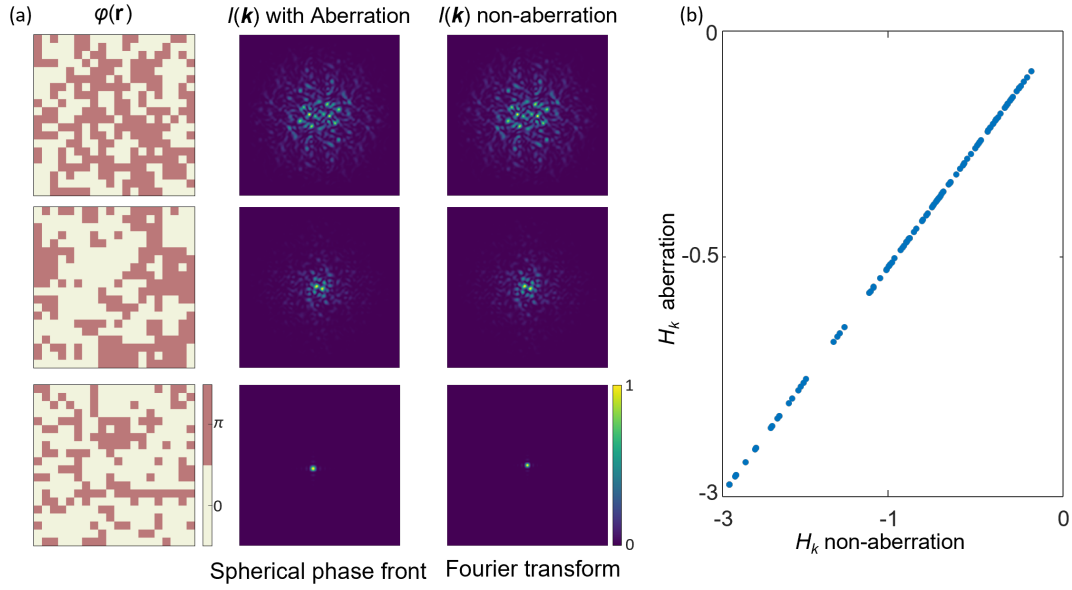 (a)
φ(r)
I(k) with Aberration
I(k) non-aberration
π
0
1
0
Spherical phase front
Fourier transform
(b)
0
-0.5
-3
H_k aberration
-3
-1
0
H_k non-aberration